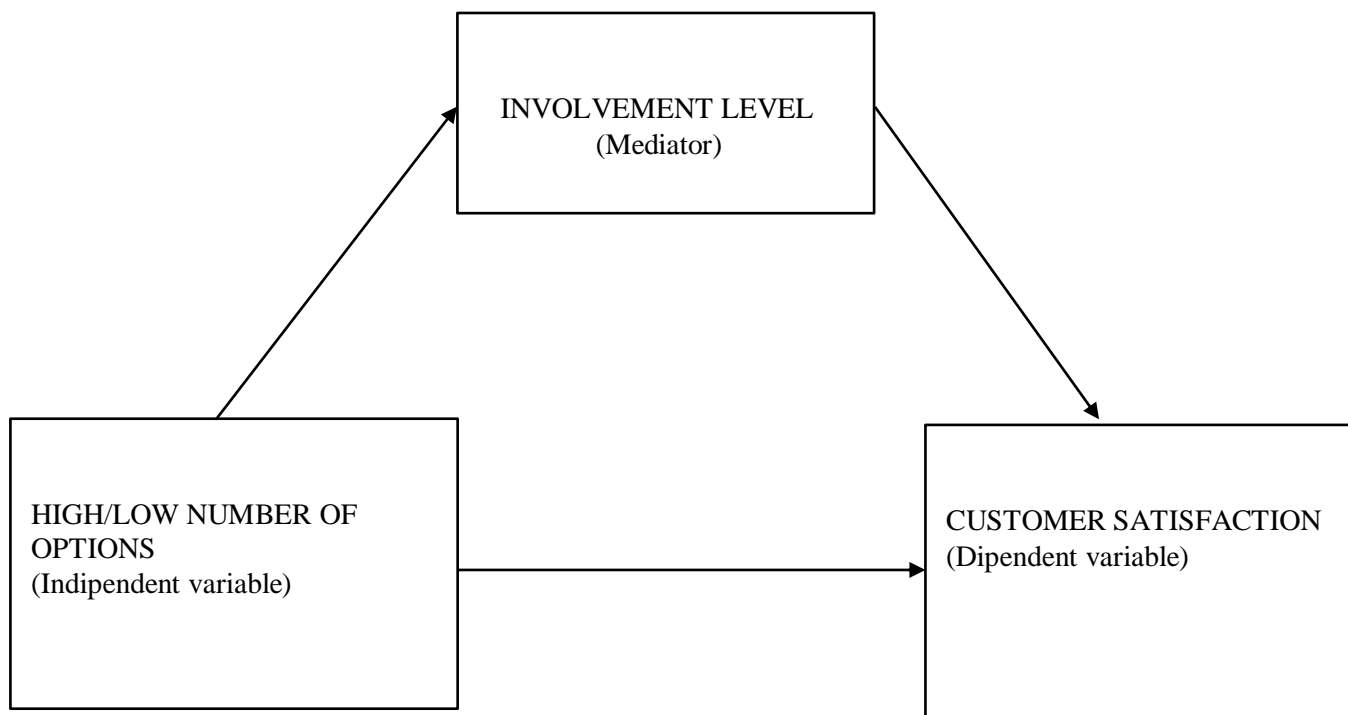 INVOLVEMENT LEVEL
(Mediator)
HIGH/LOW NUMBER OF
OPTIONS
(Indipendent variable)
CUSTOMER SATISFACTION
(Dipendent variable)